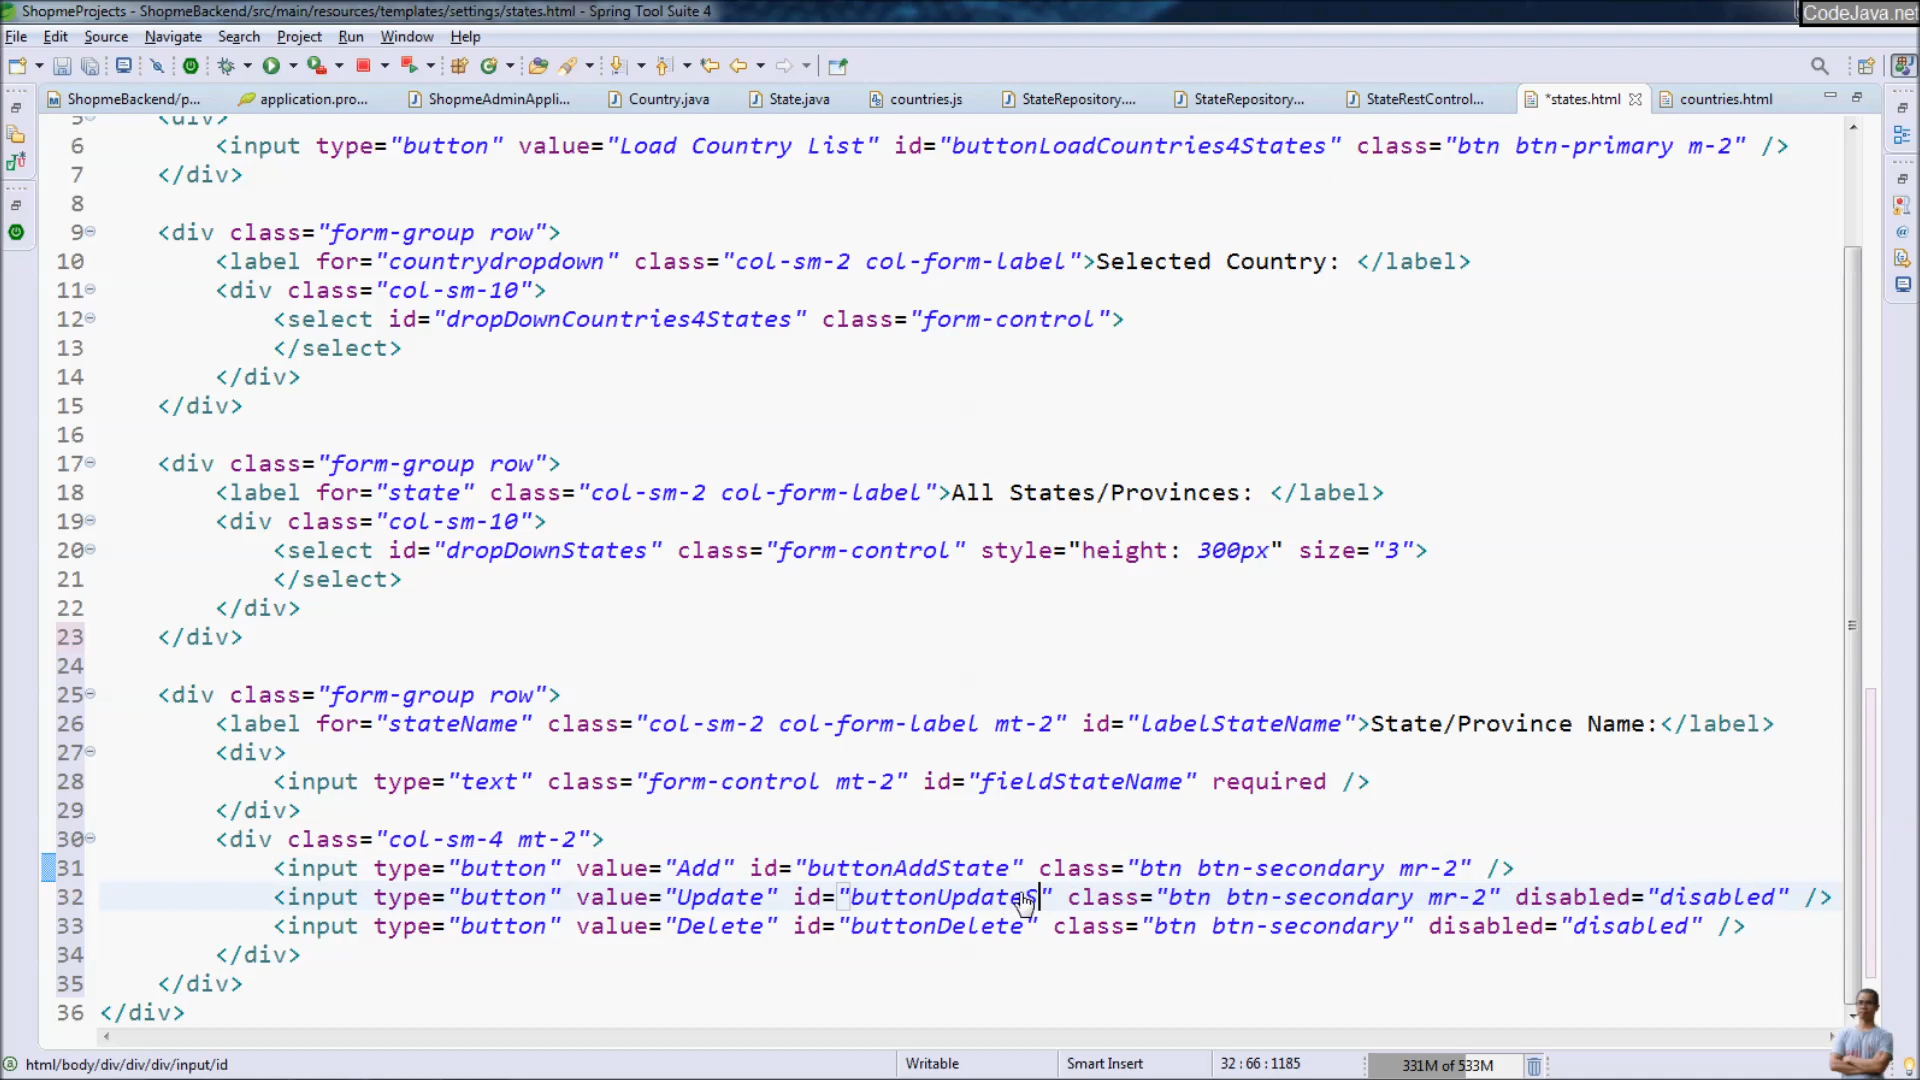 ShopmeProjects - ShopmeBackend/src/main/resources/templates/settings/states.html - Spring Tool Suite 4
CodeJava.net
File Edit Source Navigate Search Project Run Window Help
ShopmeBackend/p... application.pro... ShopmeAdminAppli... Country.java State.java countries.js StateRepository.... StateRepository... StateRestControl... *states.html countries.html
5 <div>
6 <input type="button" value="Load Country List" id="buttonLoadCountries4States" class="btn btn-primary m-2" />
7 </div>
8
9 <div class="form-group row">
10 <label for="countrydropdown" class="col-sm-2 col-form-label">Selected Country: </label>
11 <div class="col-sm-10">
12 <select id="dropDownCountries4States" class="form-control">
13 </select>
14 </div>
15 </div>
16
17 <div class="form-group row">
18 <label for="state" class="col-sm-2 col-form-label">All States/Provinces: </label>
19 <div class="col-sm-10">
20 <select id="dropDownStates" class="form-control" style="height: 300px" size="3">
21 </select>
22 </div>
23 </div>
24
25 <div class="form-group row">
26 <label for="stateName" class="col-sm-2 col-form-label mt-2" id="labelStateName">State/Province Name:</label>
27 <div>
28 <input type="text" class="form-control mt-2" id="fieldStateName" required />
29 </div>
30 <div class="col-sm-4 mt-2">
31 <input type="button" value="Add" id="buttonAddState" class="btn btn-secondary mr-2" />
32 <input type="button" value="Update" id="buttonUpdateS" class="btn btn-secondary mr-2" disabled="disabled" />
33 <input type="button" value="Delete" id="buttonDelete" class="btn btn-secondary" disabled="disabled" />
34 </div>
35 </div>
36 </div>
html/body/div/div/div/input/id Writable Smart Insert 32 : 66 : 1185 331M of 533M